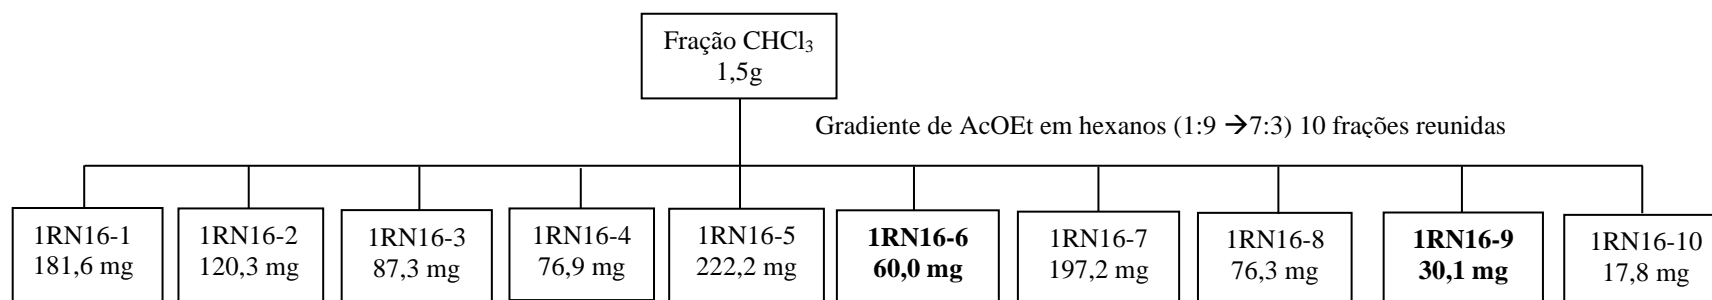 Fração CHCl₃
1,5g
Gradiente de AcOEt em hexanos (1:9 →7:3) 10 frações reunidas
1RN16-1
181,6 mg
1RN16-2
120,3 mg
1RN16-3
87,3 mg
1RN16-4
76,9 mg
1RN16-5
222,2 mg
1RN16-6
60,0 mg
1RN16-7
197,2 mg
1RN16-8
76,3 mg
1RN16-9
30,1 mg
1RN16-10
17,8 mg